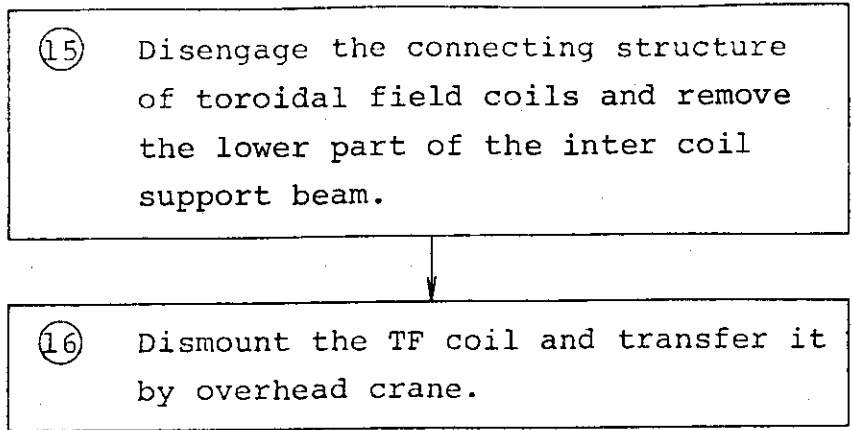 ⑮ Disengage the connecting structure
of toroidal field coils and remove
the lower part of the inter coil
support beam.
⑯ Dismount the TF coil and transfer it
by overhead crane.